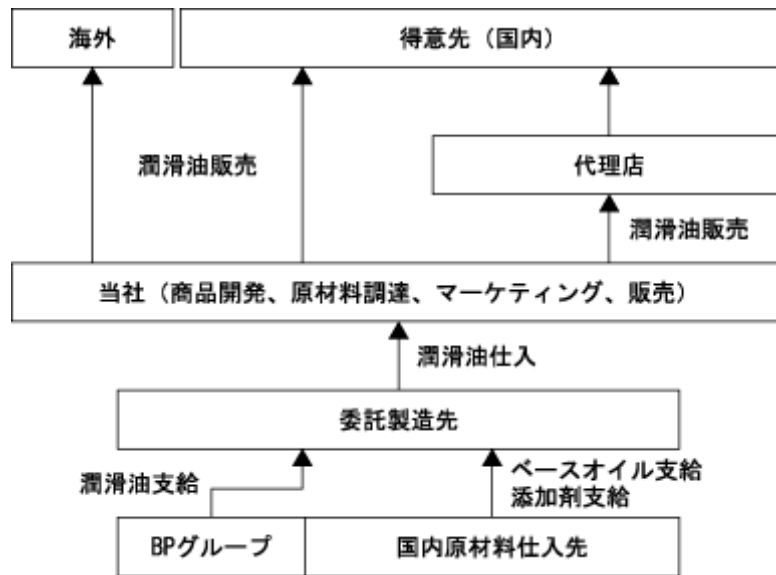 海外
得意先（国内）
潤滑油販売
代理店
潤滑油販売
当社（商品開発、原材料調達、マーケティング、販売）
潤滑油仕入
委託製造先
潤滑油支給
ベースオイル支給
添加剤支給
BPグループ
国内原材料仕入先